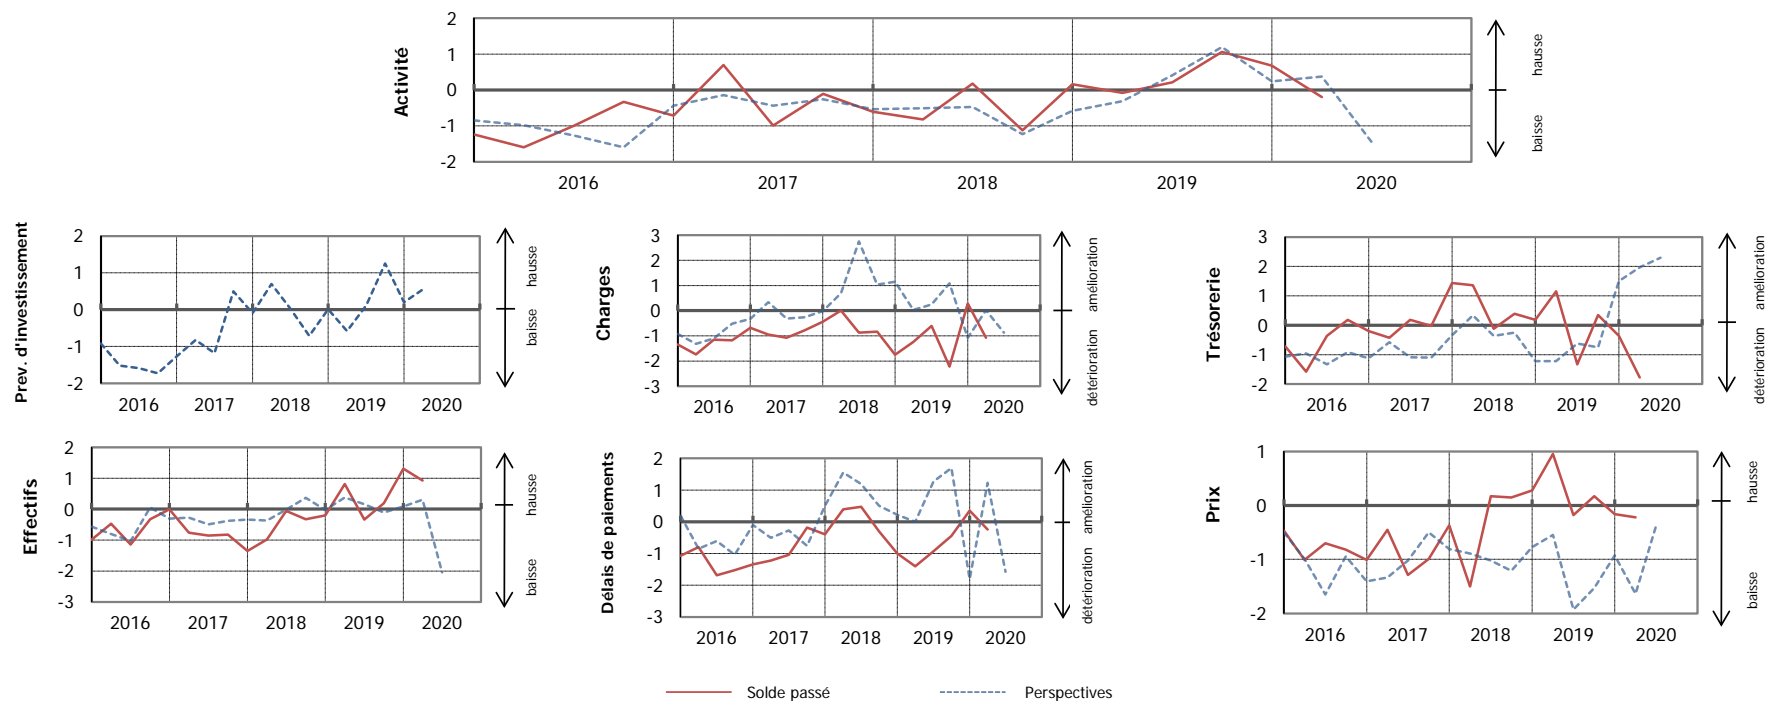 Activité
2
1
0
-1
-2
2016 2017 2018 2019 2020
hausse
baisse
Prev. d'investissement
2
1
0
-1
-2
2016 2017 2018 2019 2020
hausse
baisse
Charges
3
2
1
0
-1
-2
-3
2016 2017 2018 2019 2020
amélioration
détérioration
Trésorerie
3
2
1
0
-1
-2
2016 2017 2018 2019 2020
amélioration
détérioration
Effectifs
2
1
0
-1
-2
-3
2016 2017 2018 2019 2020
hausse
baisse
Délais de paiements
2
1
0
-1
-2
-3
2016 2017 2018 2019 2020
amélioration
détérioration
Prix
1
0
-1
-2
2016 2017 2018 2019 2020
hausse
baisse
Solde passé Perspectives